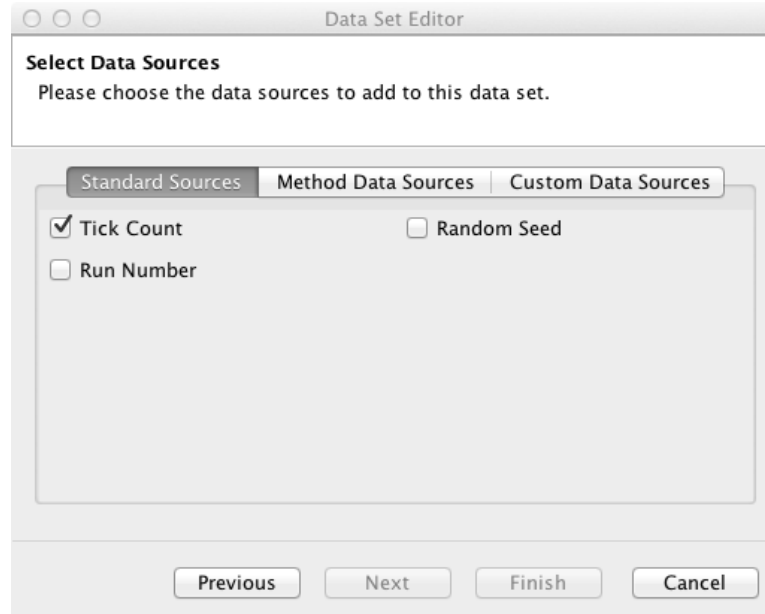 Data Set Editor
Select Data Sources
Please choose the data sources to add to this data set.
Standard Sources Method Data Sources Custom Data Sources
Tick Count Random Seed
Run Number
Previous Next Finish Cancel